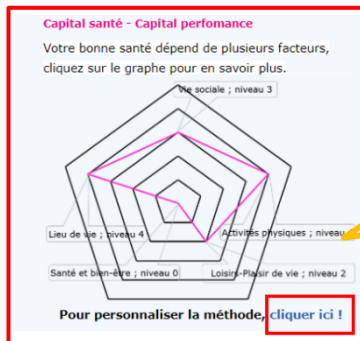 Capital santé - Capital perfomance
Votre bonne santé dépend de plusieurs facteurs,
cliquez sur le graphe pour en savoir plus.
Vie sociale ; niveau 3
Lieu de vie ; niveau 4
Activités physiques ; niveau
Santé et bien-être ; niveau 0
Loisirs-Plaisir de vie ; niveau 2
Pour personnaliser la méthode, cliquer ici !